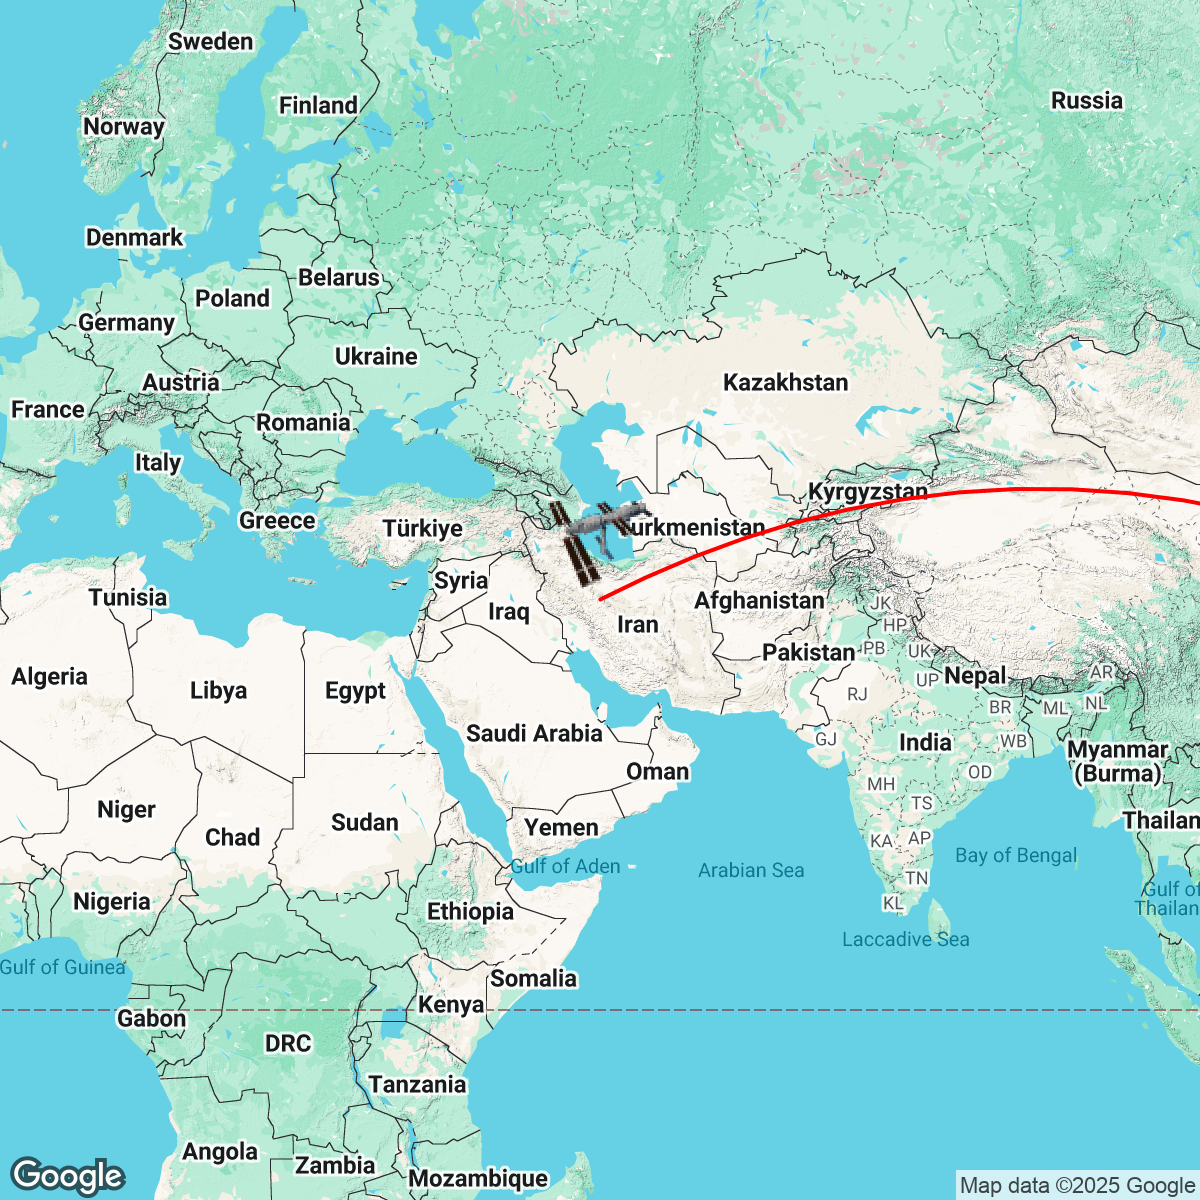 Sweden
Finland
Norway
Russia
Denmark
Belarus
Poland
Germany
Ukraine
Austria
Kazakhstan
France
Romania
Italy
Kyrgyzstan
Greece
Türkiye
urkmenistan
Syria
Tunisia
Iraq
Iran
Afghanistan
JK
HP
Pakistan
PB
UK
Algeria
Libya
Egypt
UP
Nepal
AR
RJ
BR
ML
NL
Saudi Arabia
GJ
India
WB
Myanmar
(Burma)
Oman
OD
MH
Niger
TS
Chad
Sudan
Yemen
Thailan
KA
AP
Gulf of Aden
Arabian Sea
Bay of Bengal
TN
Nigeria
KL
Gulf of
Thailan
Ethiopia
Laccadive Sea
Gulf of Guinea
Somalia
Kenya
Gabon
DRC
Tanzania
Angola
Zambia
Mozambique
Google
Map data ©2025 Google